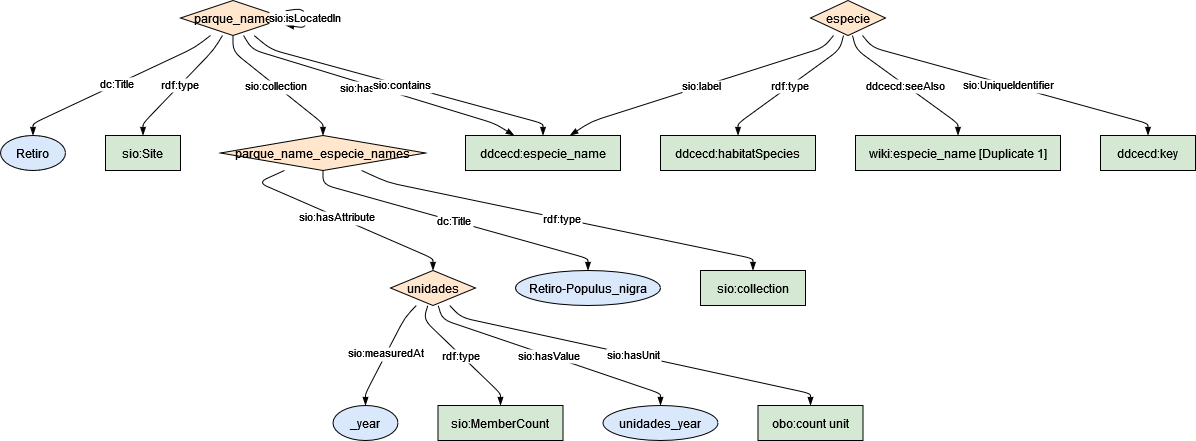 parque_name
sio:isLocatedIn
especie
dc:Title
rdf:type
sio:collection
sio:has
sio:contains
sio:label
rdf:type
ddcecd:seeAlso
sio:UniqueIdentifier
Retiro
sio:Site
parque_name_especie_names
ddcecd:especie_name
ddcecd:habitatSpecies
wiki:especie_name [Duplicate 1]
ddcecd:key
sio:hasAttribute
dc:Title
rdf:type
unidades
Retiro-Populus_nigra
sio:collection
sio:measuredAt
rdf:type
sio:hasValue
sio:hasUnit
_year
sio:MemberCount
unidades_year
obo:count unit